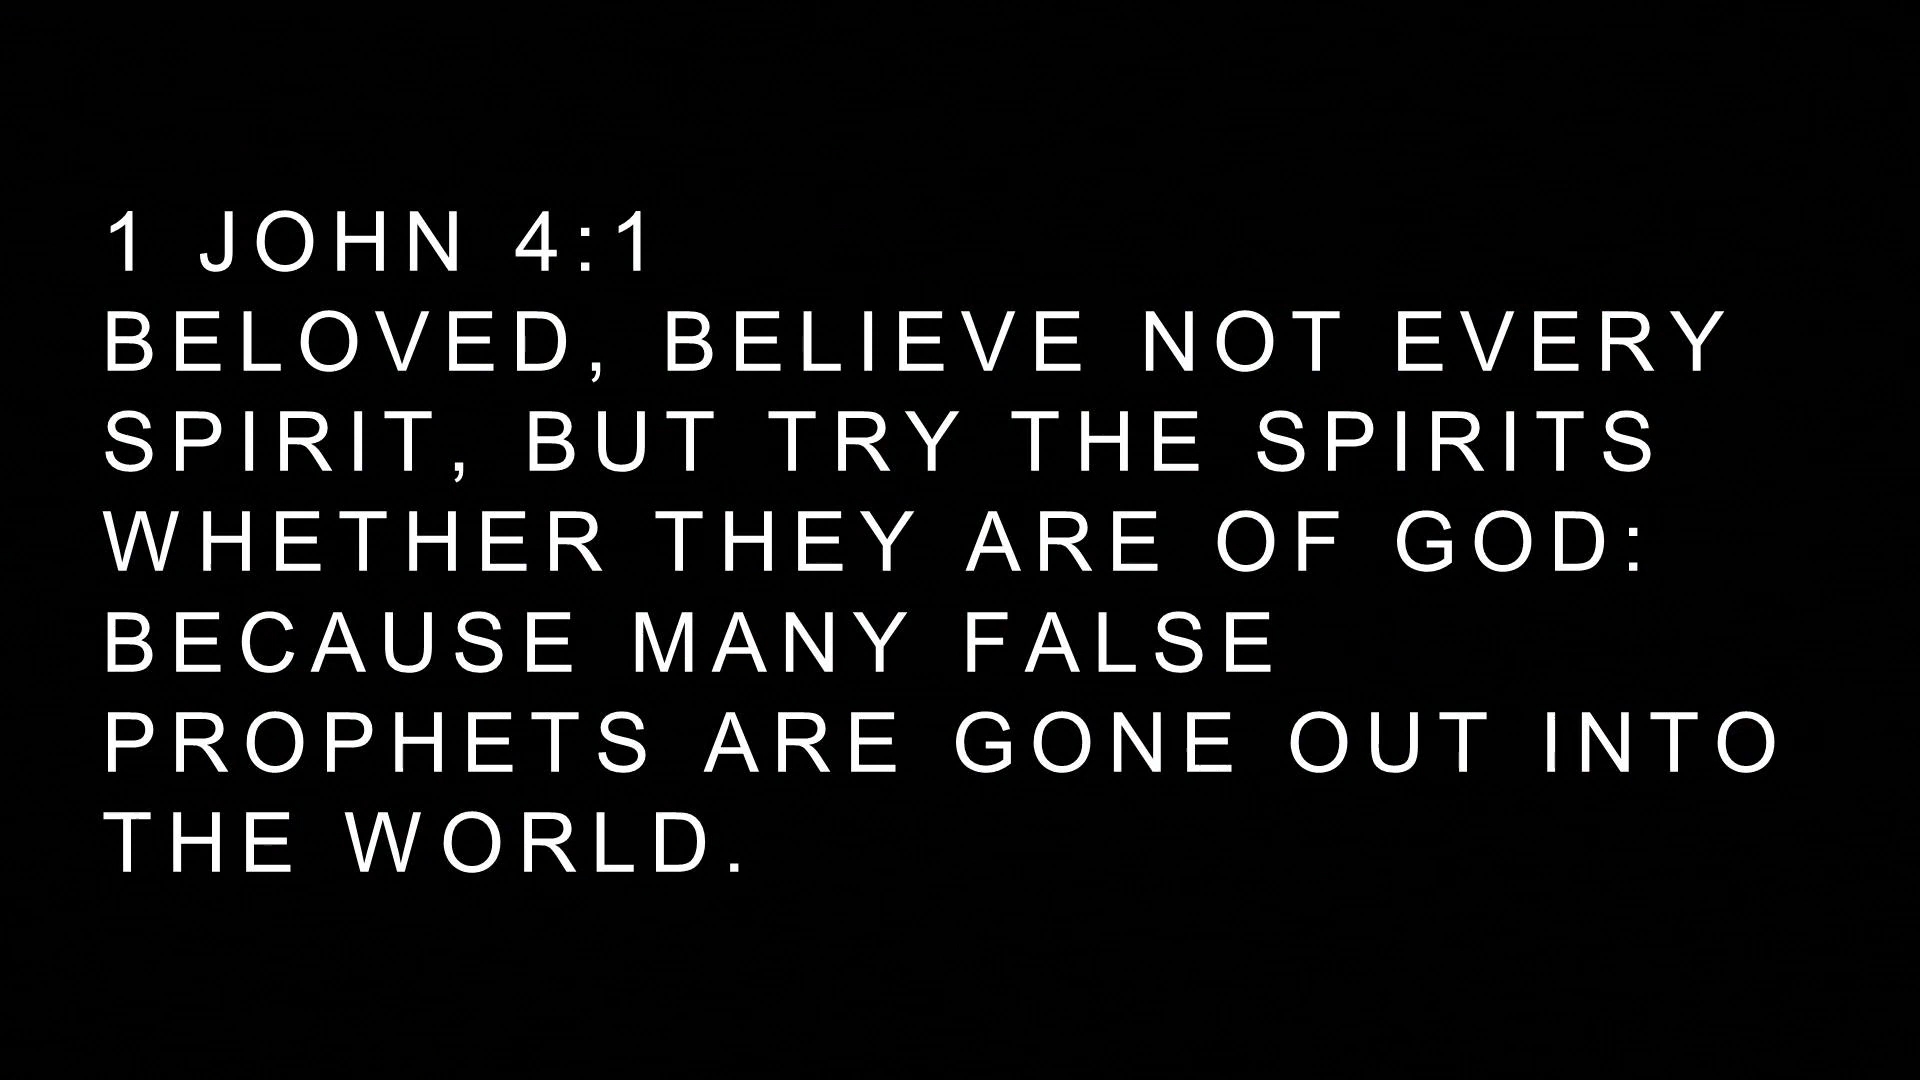 1 JOHN 4:1
BELOVED, BELIEVE NOT EVERY
SPIRIT, BUT TRY THE SPIRITS
WHETHER THEY ARE OF GOD:
BECAUSE MANY FALSE
PROPHETS ARE GONE OUT INTO
THE WORLD.